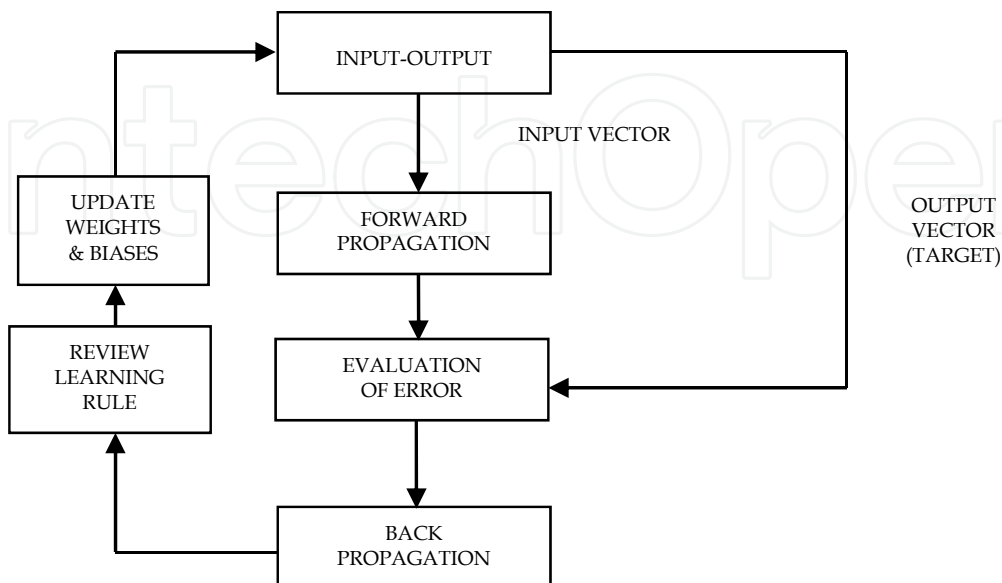 INPUT-OUTPUT
INPUT VECTOR
UPDATE
WEIGHTS
& BIASES
FORWARD
PROPAGATION
OUTPUT
VECTOR
(TARGET)
REVIEW
LEARNING
RULE
EVALUATION
OF ERROR
BACK
PROPAGATION
ntechOpe